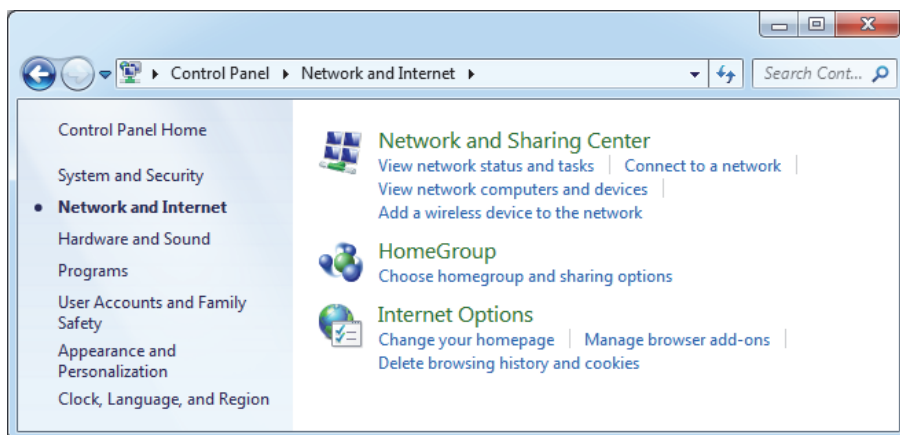 Control Panel Network and Internet Search Cont...
Control Panel Home
System and Security
Network and Internet
Hardware and Sound
Programs
User Accounts and Family
Safety
Appearance and
Personalization
Clock, Language, and Region
Network and Sharing Center
View network status and tasks Connect to a network
View network computers and devices
Add a wireless device to the network
HomeGroup
Choose homegroup and sharing options
Internet Options
Change your homepage Manage browser add-ons
Delete browsing history and cookies